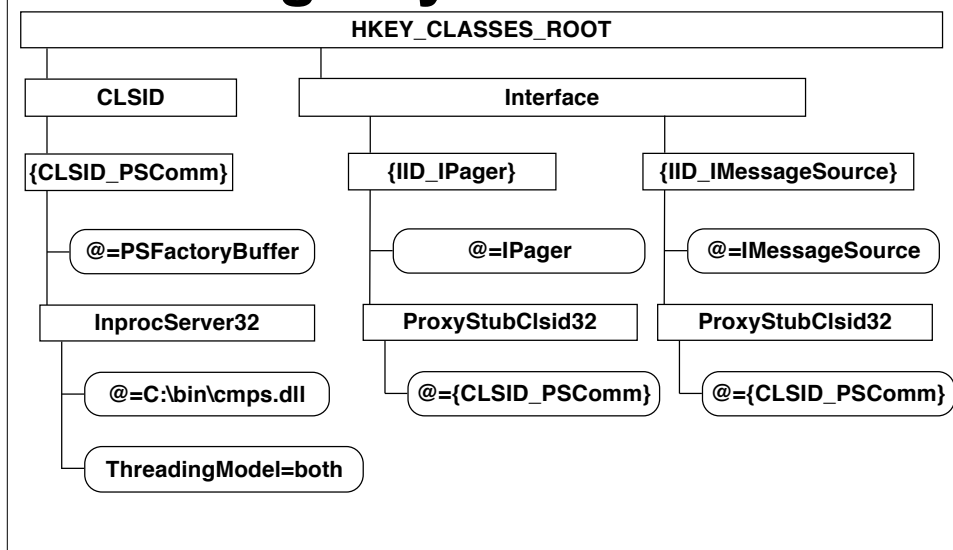 HKEY_CLASSES_ROOT
CLSID
Interface
{CLSID_PSComm}
{IID_IPager}
{IID_IMessageSource}
@=PSFactoryBuffer
@=IPager
@=IMessageSource
InprocServer32
ProxyStubClsid32
ProxyStubClsid32
@=C:\bin\cmps.dll
@={CLSID_PSComm}
@={CLSID_PSComm}
ThreadingModel=both